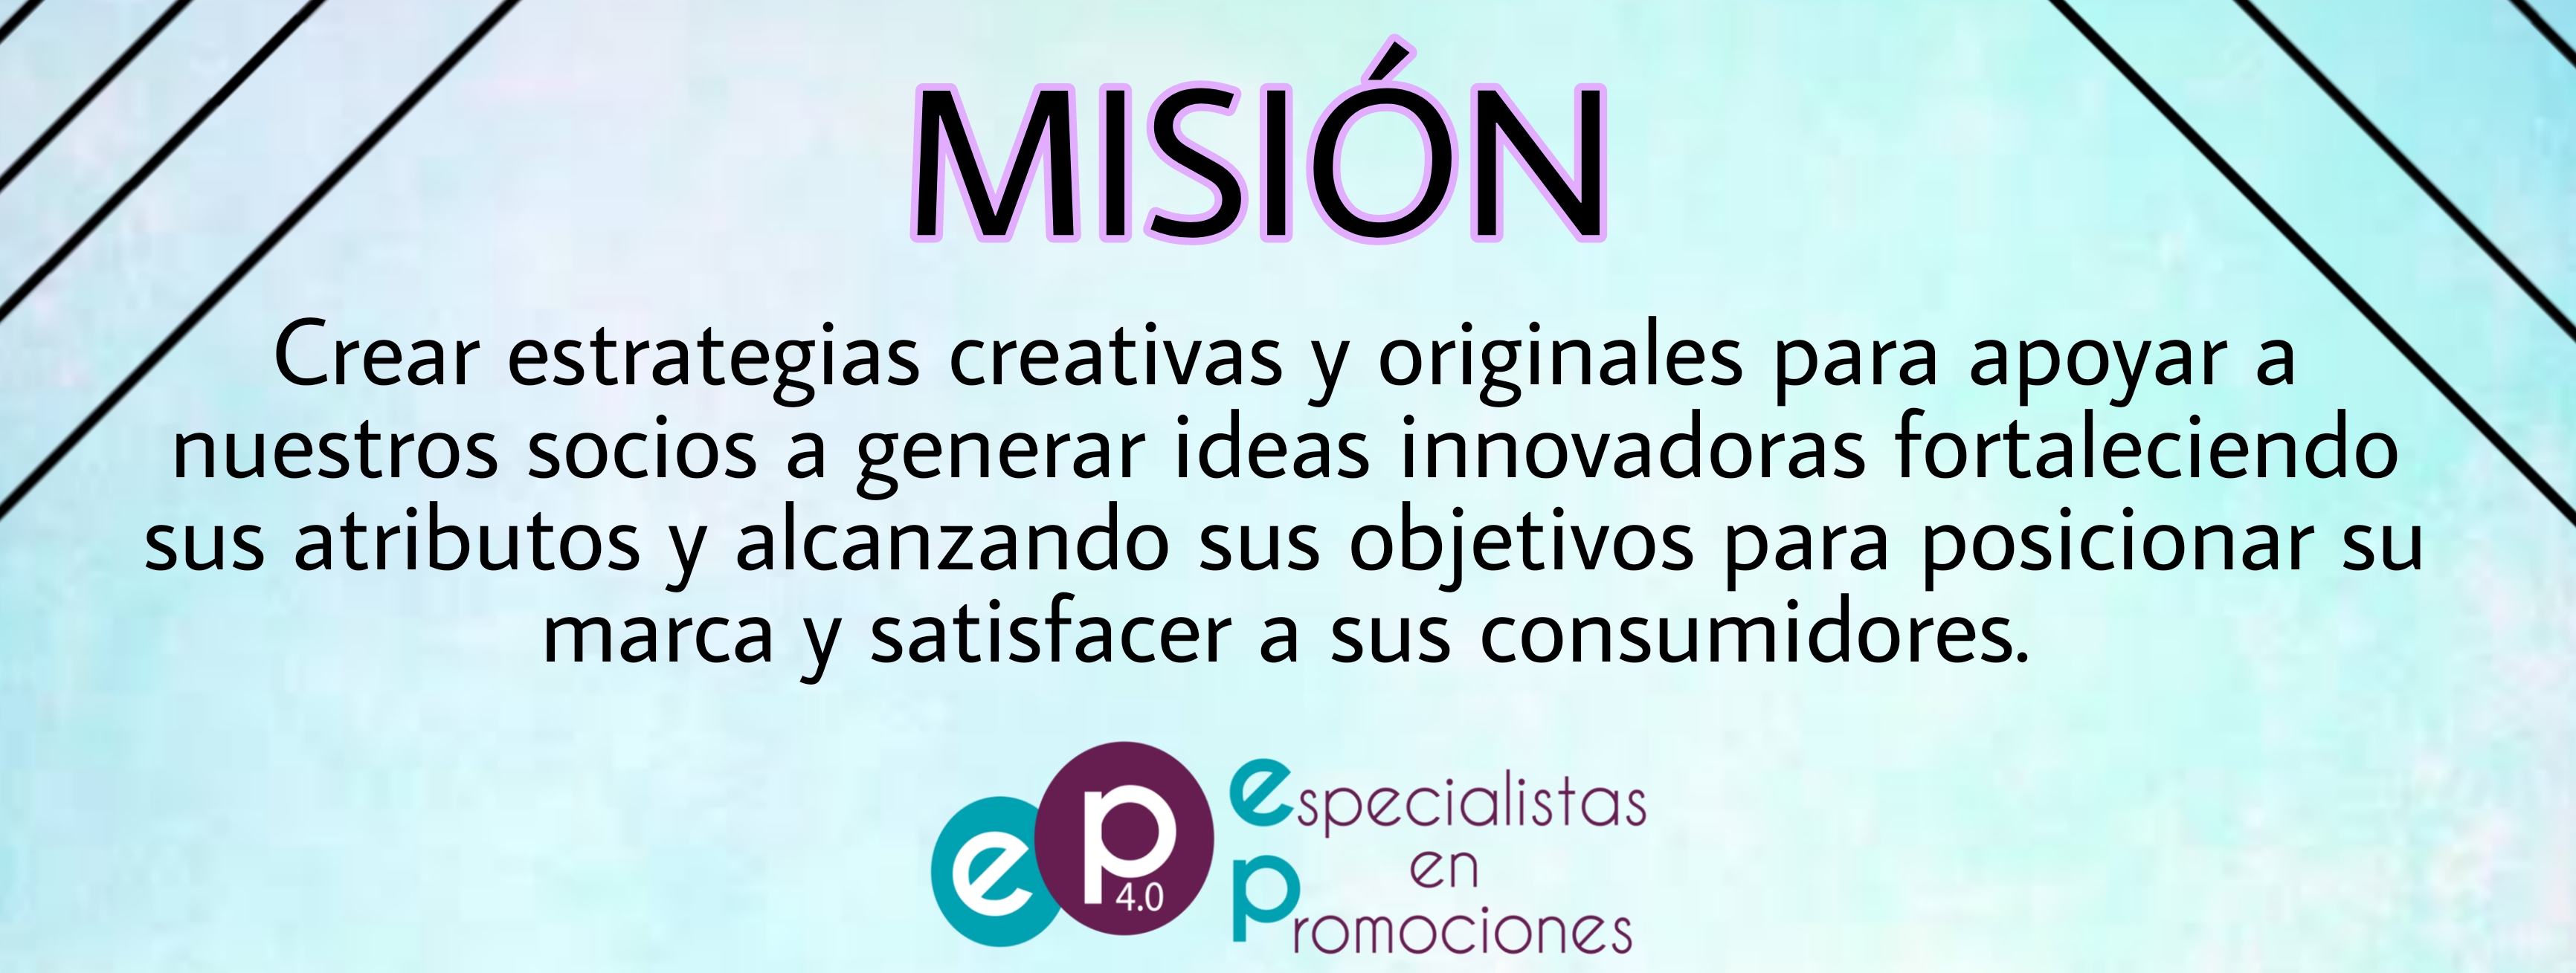 MISIÓN
Crear estrategias creativas y originales para apoyar a
nuestros socios a generar ideas innovadoras fortaleciendo
sus atributos y alcanzando sus objetivos para posicionar su
marca y satisfacer a sus consumidores.
ep 4.0
especialistas
en
promociones